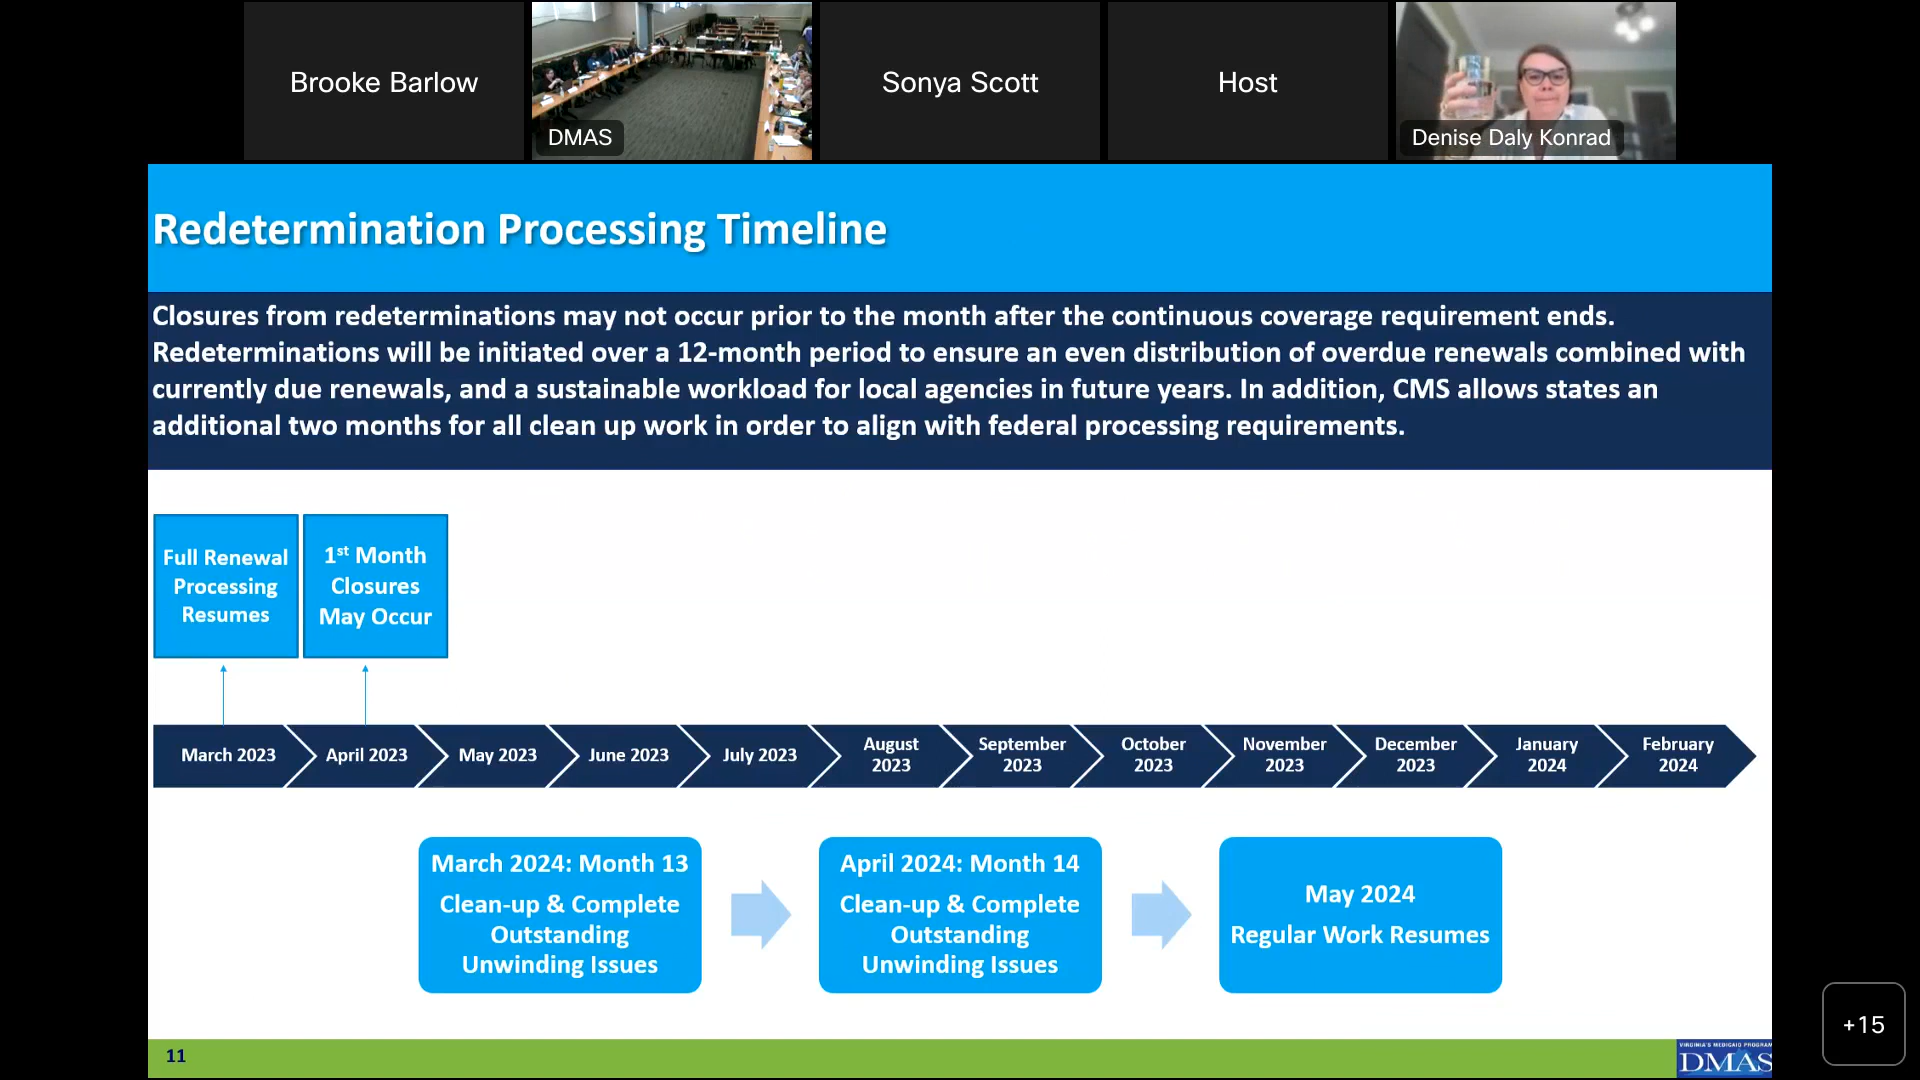 Brooke Barlow
DMAS
Sonya Scott
Host
Denise Daly Konrad
Redetermination Processing Timeline
Closures from redeterminations may not occur prior to the month after the continuous coverage requirement ends.
Redeterminations will be initiated over a 12-month period to ensure an even distribution of overdue renewals combined with
currently due renewals, and a sustainable workload for local agencies in future years. In addition, CMS allows states an
additional two months for all clean up work in order to align with federal processing requirements.
Full Renewal
Processing
Resumes
1st Month
Closures
May Occur
March 2023
April 2023
May 2023
June 2023
July 2023
August
2023
September
2023
October
2023
November
2023
December
2023
January
2024
February
2024
March 2024: Month 13
Clean-up & Complete
Outstanding
Unwinding Issues
April 2024: Month 14
Clean-up & Complete
Outstanding
Unwinding Issues
May 2024
Regular Work Resumes
+15
11
VIRGINIA'S MEDICAID PROGRAM
DMAS